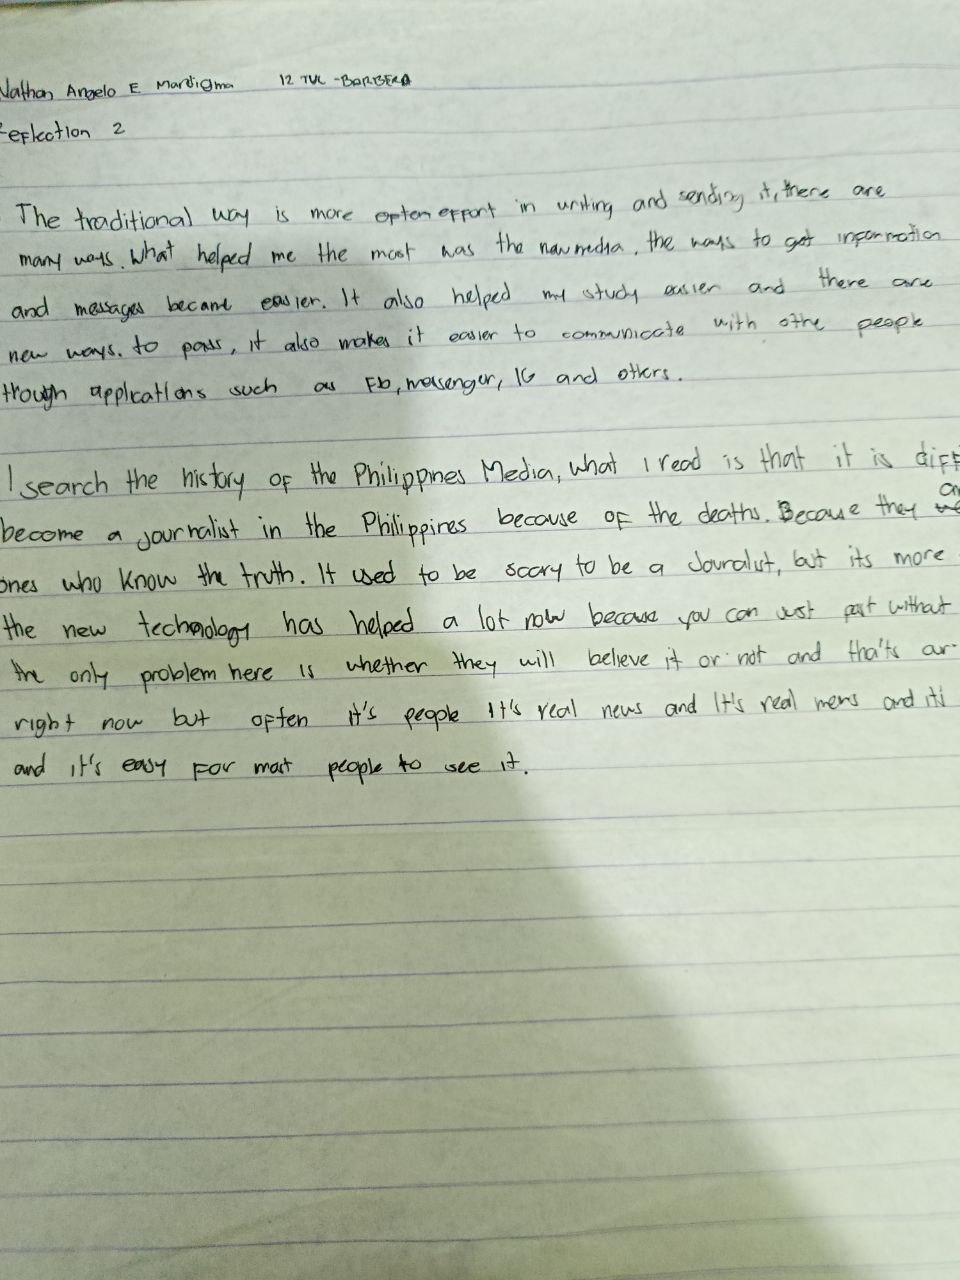 Nathan Angelo E Mardigma 12 TVL -BARBERA
Reflection 2
The traditional way is more often effort in writing and sending it, there are
many ways. What helped me the most was the new media, the ways to get information
and messages became easier. It also helped my study easier and there are
new ways. to pass, it also makes it easier to communicate with othe people
through applications such as Fb, messenger, IG and others.
I search the history of the Philippines Media, what I read is that it is diff
become a journalist in the Philippines because of the deaths. Because they
ones who know the truth. It used to be scary to be a Jouralist, but its more
the new technology has helped a lot now because you can just post without
the only problem here is whether they will believe it or not and that's ar
right now but often it's people It's real news and It's real news and it's
and it's easy for most people to see it.